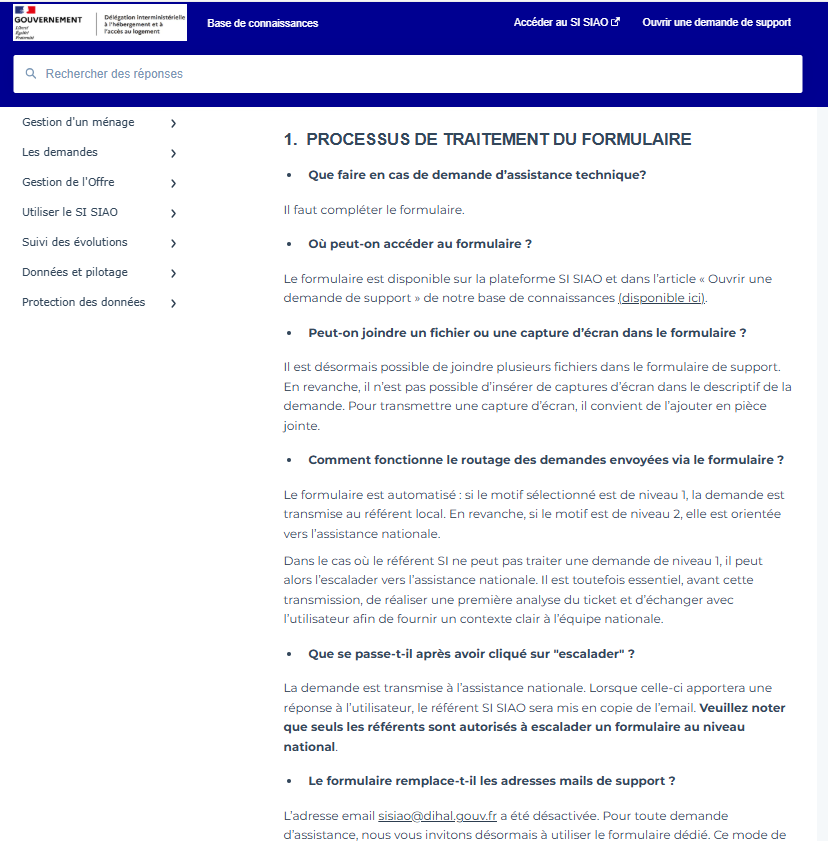 GOUVERNEMENT
Liberté
Égalité
Fraternité
Délégation interministérielle
à l'hébergement et à
l'accès au logement
Base de connaissances
Accéder au SI SIAO
Ouvrir une demande de support
Rechercher des réponses
Gestion d'un ménage
Les demandes
Gestion de l'Offre
Utiliser le SI SIAO
Suivi des évolutions
Données et pilotage
Protection des données
1. PROCESSUS DE TRAITEMENT DU FORMULAIRE
• Que faire en cas de demande d'assistance technique?
Il faut compléter le formulaire.
• Où peut-on accéder au formulaire ?
Le formulaire est disponible sur la plateforme SI SIAO et dans l'article « Ouvrir une
demande de support » de notre base de connaissances (disponible ici).
• Peut-on joindre un fichier ou une capture d'écran dans le formulaire ?
Il est désormais possible de joindre plusieurs fichiers dans le formulaire de support.
En revanche, il n'est pas possible d'insérer de captures d'écran dans le descriptif de la
demande. Pour transmettre une capture d'écran, il convient de l'ajouter en pièce
jointe.
• Comment fonctionne le routage des demandes envoyées via le formulaire ?
Le formulaire est automatisé : si le motif sélectionné est de niveau 1, la demande est
transmise au référent local. En revanche, si le motif est de niveau 2, elle est orientée
vers l'assistance nationale.
Dans le cas où le référent SI ne peut pas traiter une demande de niveau 1, il peut
alors l'escalader vers l'assistance nationale. Il est toutefois essentiel, avant cette
transmission, de réaliser une première analyse du ticket et d'échanger avec
l'utilisateur afin de fournir un contexte clair à l'équipe nationale.
• Que se passe-t-il après avoir cliqué sur "escalader" ?
La demande est transmise à l'assistance nationale. Lorsque celle-ci apportera une
réponse à l'utilisateur, le référent SI SIAO sera mis en copie de l'email. Veuillez noter
que seuls les référents sont autorisés à escalader un formulaire au niveau
national.
• Le formulaire remplace-t-il les adresses mails de support ?
L'adresse email sisiao@dihal.gouv.fr a été désactivée. Pour toute demande
d'assistance, nous vous invitons désormais à utiliser le formulaire dédié. Ce mode de